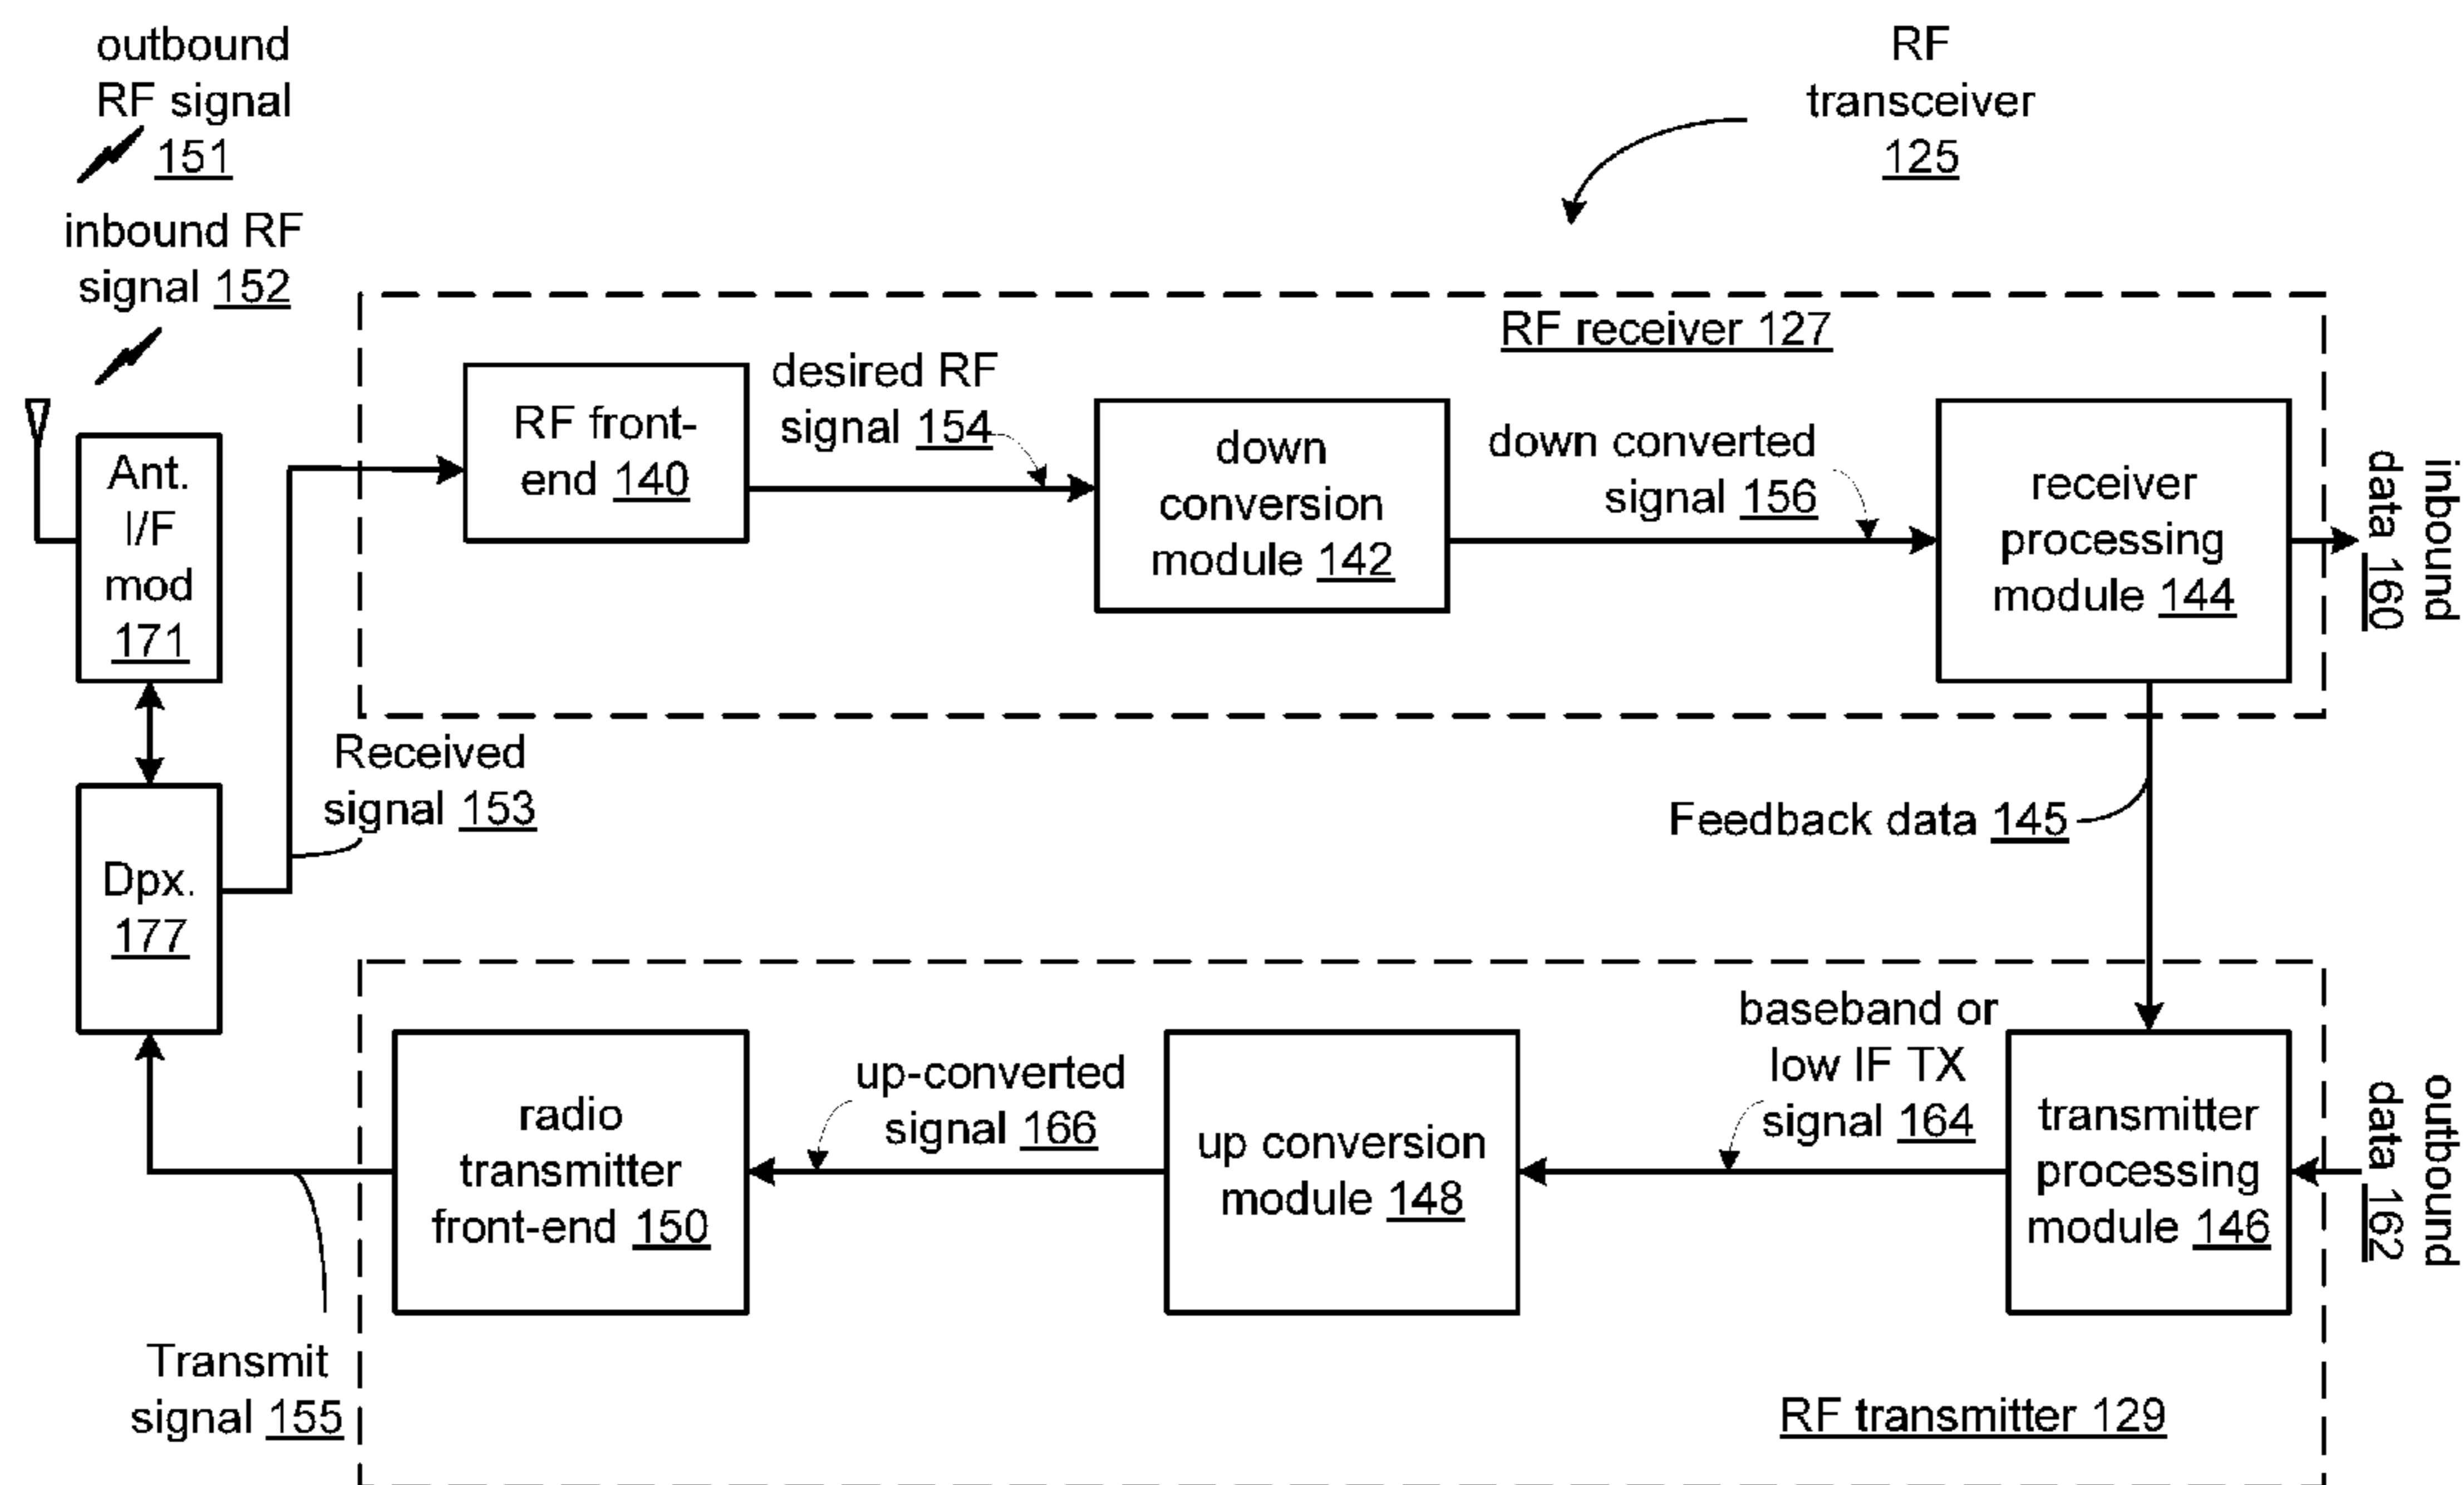 outbound
RF signal
151
inbound RF
signal 152
RF
transceiver
125
RF receiver 127
RF front-
end 140
desired RF
signal 154
down
conversion
module 142
down converted
signal 156
receiver
processing
module 144
inbound
data 160
Ant.
I/F
mod
171
Received
signal 153
Dpx.
177
Feedback data 145
radio
transmitter
front-end 150
up-converted
signal 166
up conversion
module 148
baseband or
low IF TX
signal 164
transmitter
processing
module 146
outbound
data 162
Transmit
signal 155
RF transmitter 129